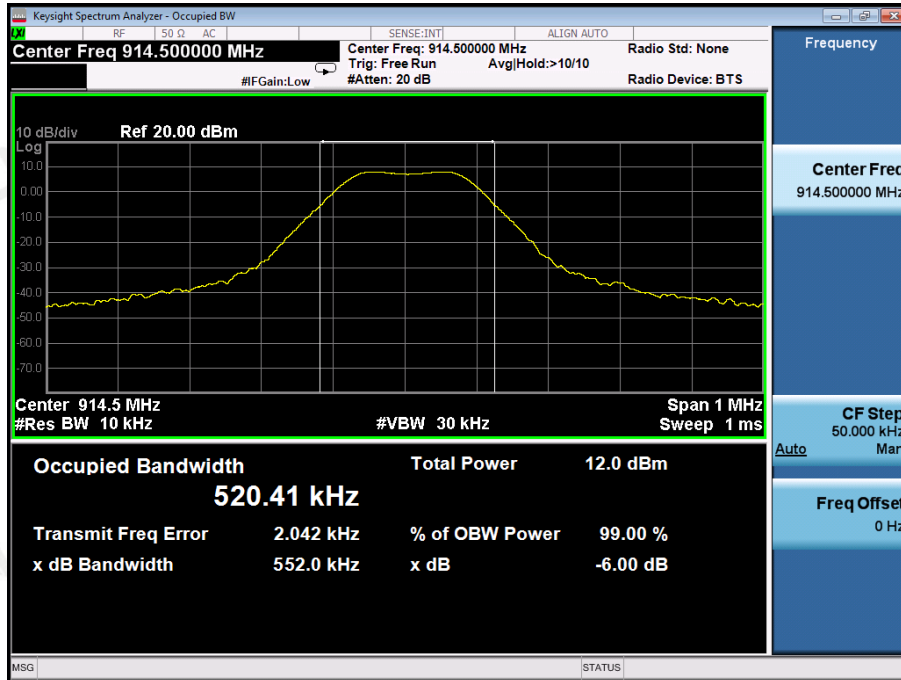 Keysight Spectrum Analyzer - Occupied BW
LXI RF 50 Ω AC SENSE:INT ALIGN AUTO
Center Freq 914.500000 MHz
Center Freq: 914.500000 MHz Radio Std: None
Trig: Free Run Avg|Hold:>10/10
#IFGain:Low #Atten: 20 dB Radio Device: BTS
Frequency
10 dB/div Ref 20.00 dBm
Log
10.0
0.00
-10.0
-20.0
-30.0
-40.0
-50.0
-60.0
-70.0
Center Freq
914.500000 MHz
Center 914.5 MHz Span 1 MHz
#Res BW 10 kHz #VBW 30 kHz Sweep 1 ms
CF Step
50.000 kHz
Auto Man
Freq Offset
0 Hz
Occupied Bandwidth Total Power 12.0 dBm
520.41 kHz
Transmit Freq Error 2.042 kHz % of OBW Power 99.00 %
x dB Bandwidth 552.0 kHz x dB -6.00 dB
MSG STATUS